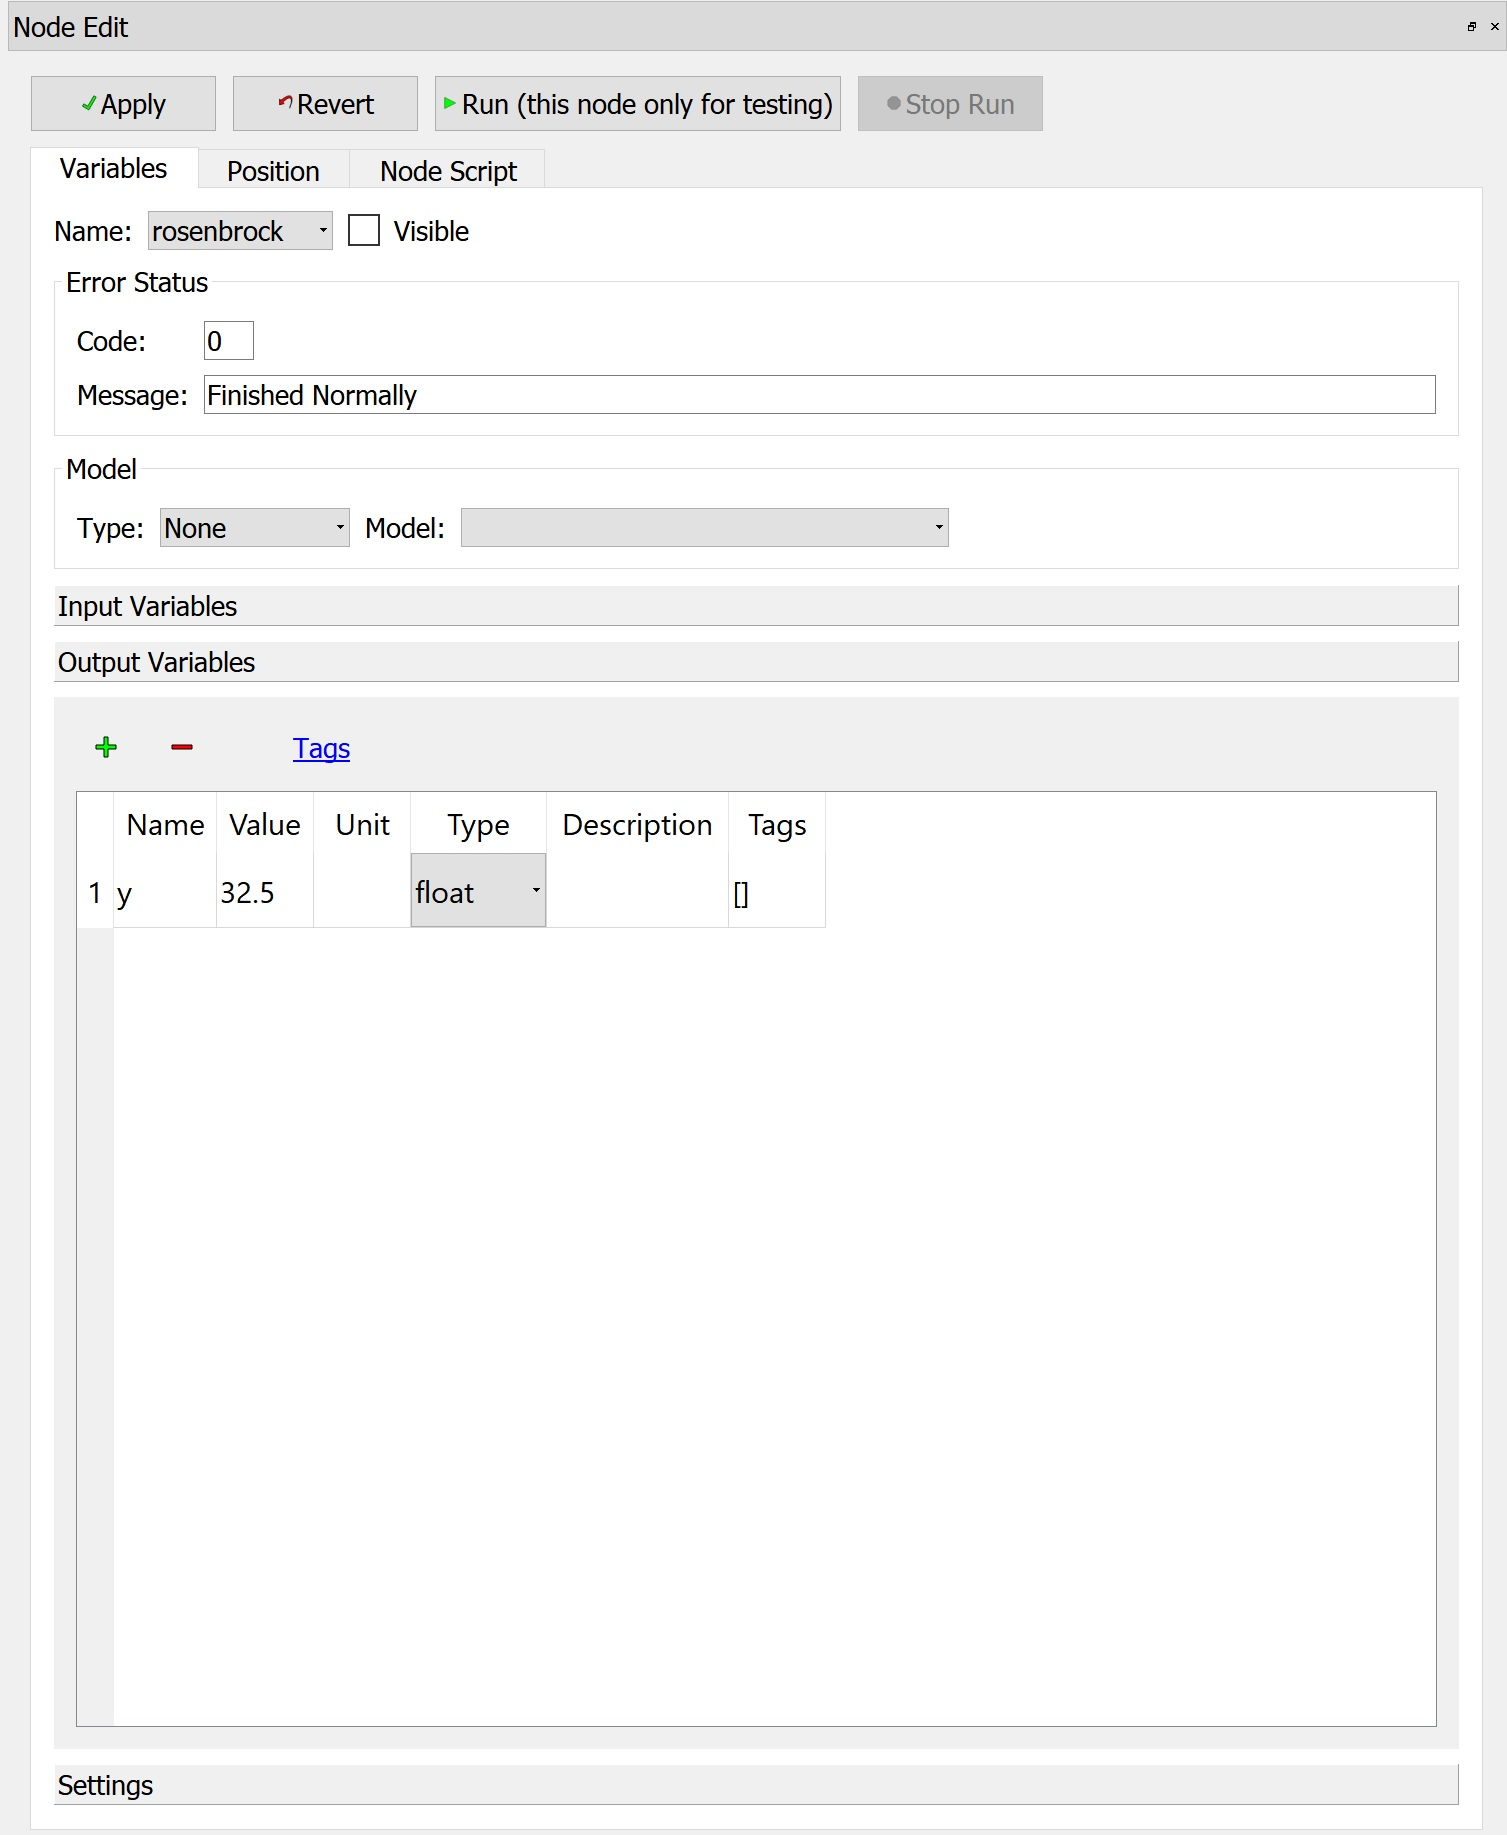 Node Edit
Apply Revert Run (this node only for testing) Stop Run
Variables Position Node Script
Name: rosenbrock Visible
Error Status
Code: 0
Message: Finished Normally
Model
Type: None Model:
Input Variables
Output Variables
Tags
Name Value Unit Type Description Tags
1 y 32.5 float []
Settings